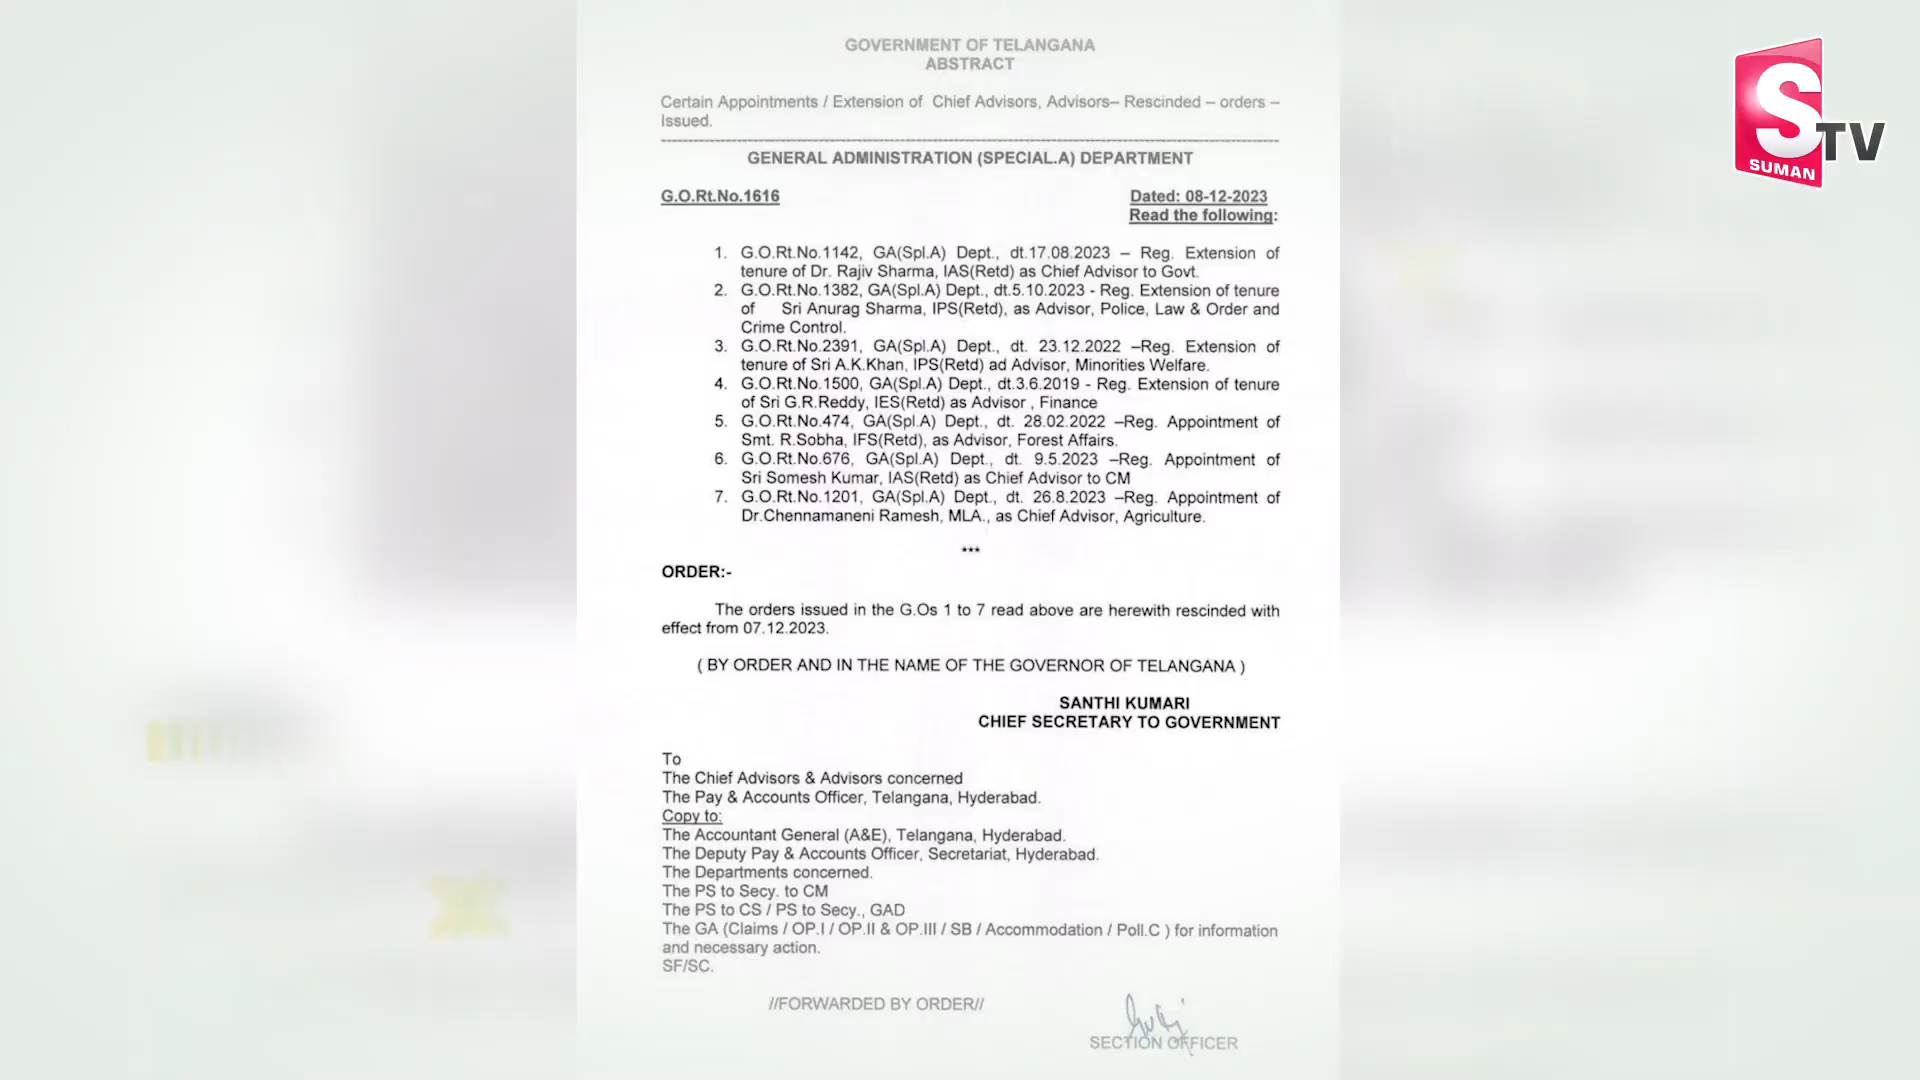 GOVERNMENT OF TELANGANA
ABSTRACT
Certain Appointments / Extension of Chief Advisors, Advisors– Rescinded – orders –
Issued.
GENERAL ADMINISTRATION (SPECIAL.A) DEPARTMENT
G.O.Rt.No.1616
Dated: 08-12-2023
Read the following:
1. G.O.Rt.No.1142, GA(Spl.A) Dept., dt.17.08.2023 – Reg. Extension of
tenure of Dr. Rajiv Sharma, IAS(Retd) as Chief Advisor to Govt.
2. G.O.Rt.No.1382, GA(Spl.A) Dept., dt.5.10.2023 - Reg. Extension of tenure
of Sri Anurag Sharma, IPS(Retd), as Advisor, Police, Law & Order and
Crime Control.
3. G.O.Rt.No.2391, GA(Spl.A) Dept., dt. 23.12.2022 –Reg. Extension of
tenure of Sri A.K.Khan, IPS(Retd) ad Advisor, Minorities Welfare.
4. G.O.Rt.No.1500, GA(Spl.A) Dept., dt.3.6.2019 - Reg. Extension of tenure
of Sri G.R.Reddy, IES(Retd) as Advisor , Finance
5. G.O.Rt.No.474, GA(Spl.A) Dept., dt. 28.02.2022 –Reg. Appointment of
Smt. R.Sobha, IFS(Retd), as Advisor, Forest Affairs.
6. G.O.Rt.No.676, GA(Spl.A) Dept., dt. 9.5.2023 –Reg. Appointment of
Sri Somesh Kumar, IAS(Retd) as Chief Advisor to CM
7. G.O.Rt.No.1201, GA(Spl.A) Dept., dt. 26.8.2023 –Reg. Appointment of
Dr.Chennamaneni Ramesh, MLA., as Chief Advisor, Agriculture.
***
ORDER:-
The orders issued in the G.Os 1 to 7 read above are herewith rescinded with
effect from 07.12.2023.
( BY ORDER AND IN THE NAME OF THE GOVERNOR OF TELANGANA )
SANTHI KUMARI
CHIEF SECRETARY TO GOVERNMENT
To
The Chief Advisors & Advisors concerned
The Pay & Accounts Officer, Telangana, Hyderabad.
Copy to:
The Accountant General (A&E), Telangana, Hyderabad.
The Deputy Pay & Accounts Officer, Secretariat, Hyderabad.
The Departments concerned.
The PS to Secy. to CM
The PS to CS / PS to Secy., GAD
The GA (Claims / OP.I / OP.II & OP.III / SB / Accommodation / Poll.C ) for information
and necessary action.
SF/SC.
//FORWARDED BY ORDER//
SECTION OFFICER
S TV
SUMAN